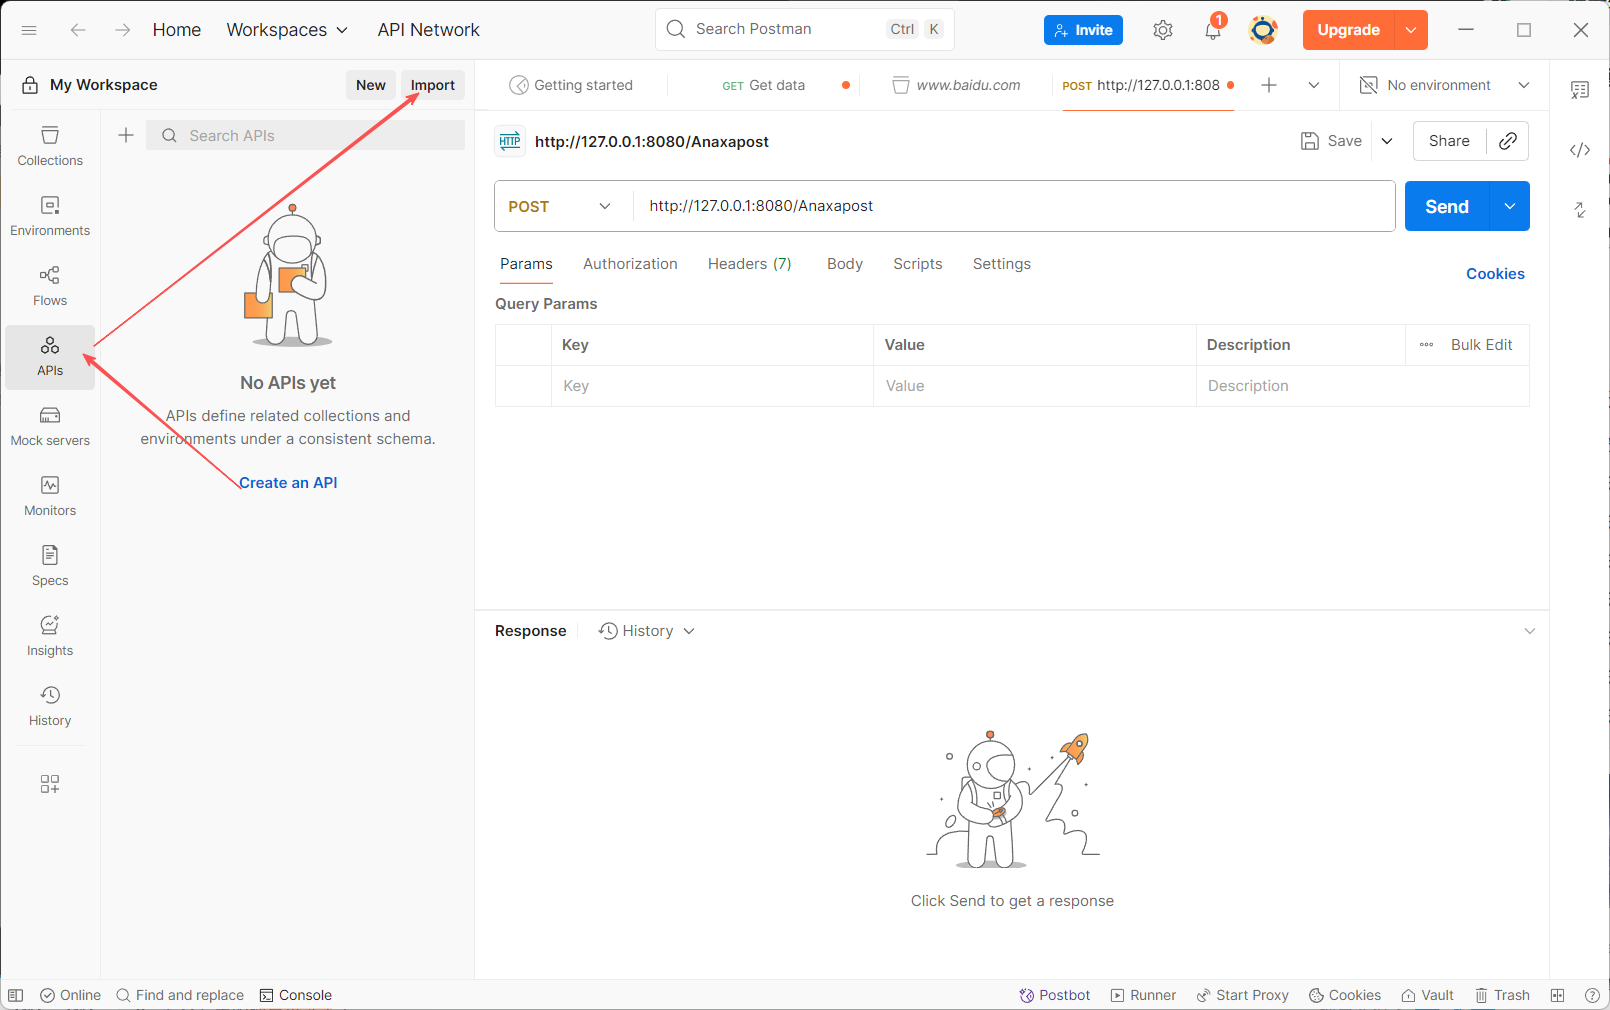 Home
Workspaces
API Network
Search Postman
Ctrl
K
Invite
1
Upgrade
My Workspace
New
Import
Getting started
GET Get data
www.baidu.com
POST http://127.0.0.1:808
No environment
Collections
Environments
Flows
APIs
Mock servers
Monitors
Specs
Insights
History
Search APIs
No APIs yet
APIs define related collections and
environments under a consistent schema.
Create an API
HTTP
http://127.0.0.1:8080/Anaxapost
Save
Share
POST
http://127.0.0.1:8080/Anaxapost
Send
Params
Authorization
Headers (7)
Body
Scripts
Settings
Cookies
Query Params
Key
Value
Description
Bulk Edit
Key
Value
Description
Response
History
Click Send to get a response
Online
Find and replace
Console
Postbot
Runner
Start Proxy
Cookies
Vault
Trash